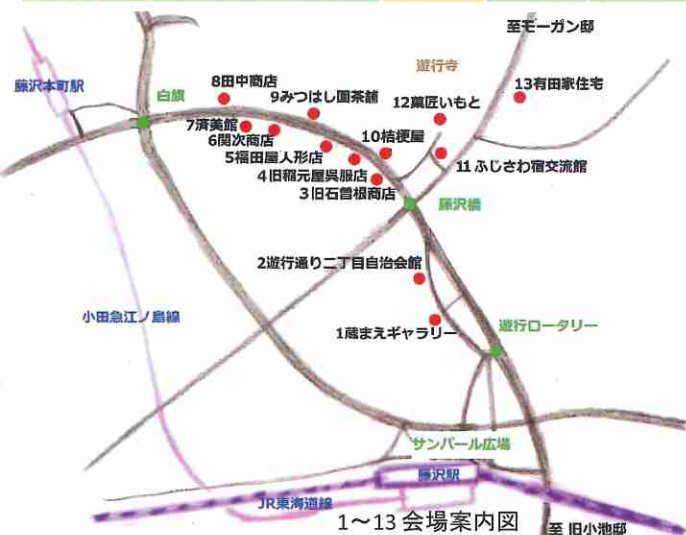 至モーガン邸
遊行寺
藤沢本町駅
白旗
8田中商店
9みつはし園茶舗
12菓匠いもと
13有田家住宅
7済美館
6関次商店
5福田屋人形店
4旧稲元屋呉服店
3旧石曽根商店
10桔梗屋
11ふじさわ宿交流館
藤沢橋
2遊行通り二丁目自治会館
小田急江ノ島線
1蔵まえギャラリー
遊行ロータリー
サンパール広場
藤沢駅
JR東海道線
1～13 会場案内図
至 旧小池邸